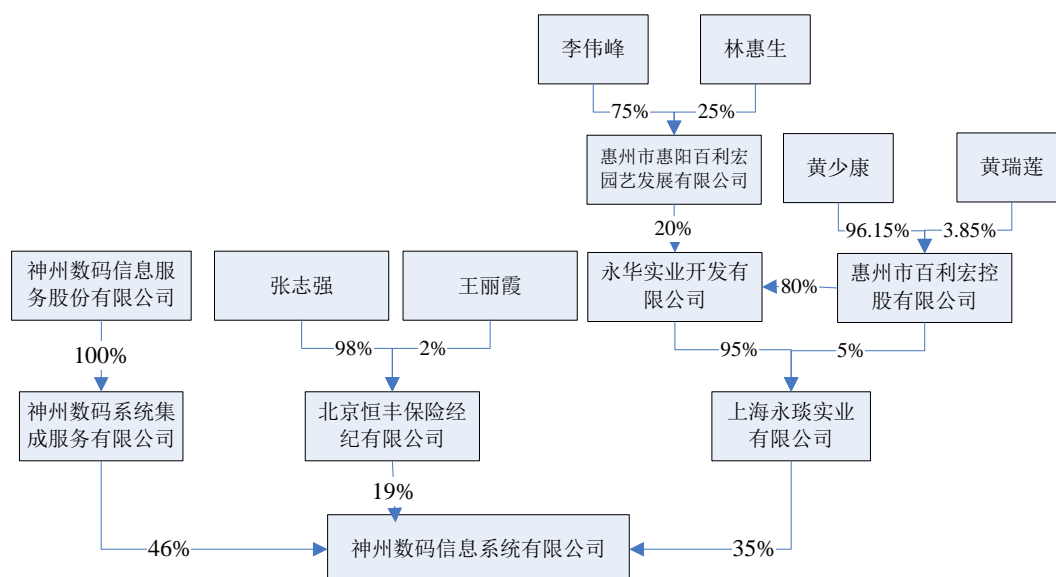 李伟峰
林惠生
75%
25%
惠州市惠阳百利宏
园艺发展有限公司
黄少康
黄瑞莲
20%
96.15%
3.85%
神州数码信息服
务股份有限公司
张志强
王丽霞
永华实业开发有
限公司
80%
惠州市百利宏控
股有限公司
100%
98%
2%
95%
5%
神州数码系统集
成服务有限公司
北京恒丰保险经
纪有限公司
上海永琰实业
有限公司
19%
46%
神州数码信息系统有限公司
35%